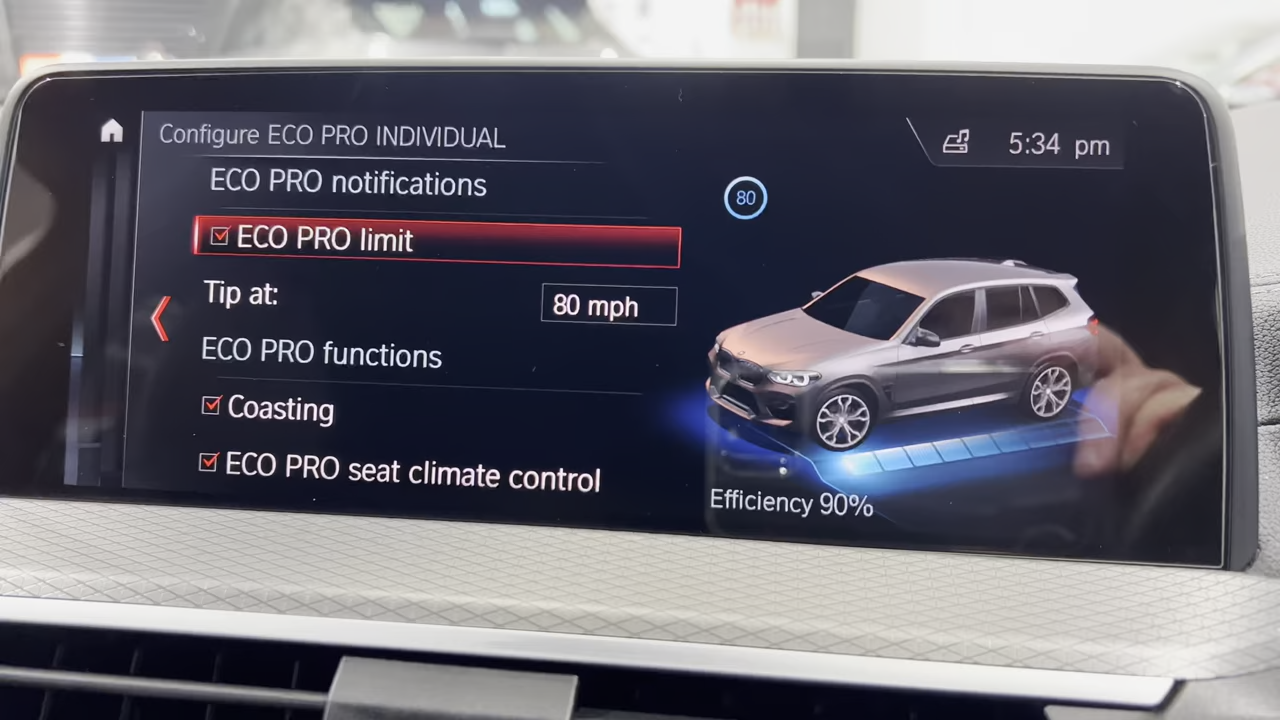 Configure ECO PRO INDIVIDUAL
5:34 pm
ECO PRO notifications
80
ECO PRO limit
Tip at:
80 mph
ECO PRO functions
Coasting
ECO PRO seat climate control
Efficiency 90%